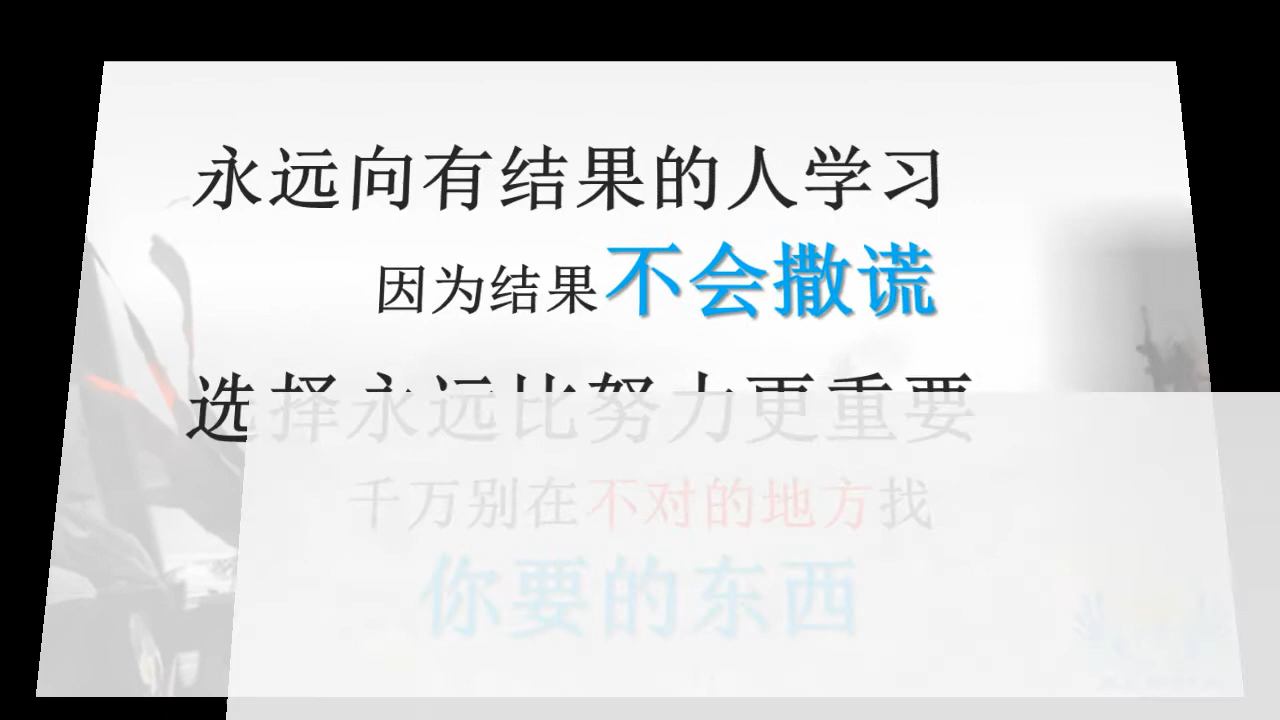 永远向有结果的人学习
因为结果不会撒谎
选择永远比努力更重要
千万别在不对的地方找
你要的东西